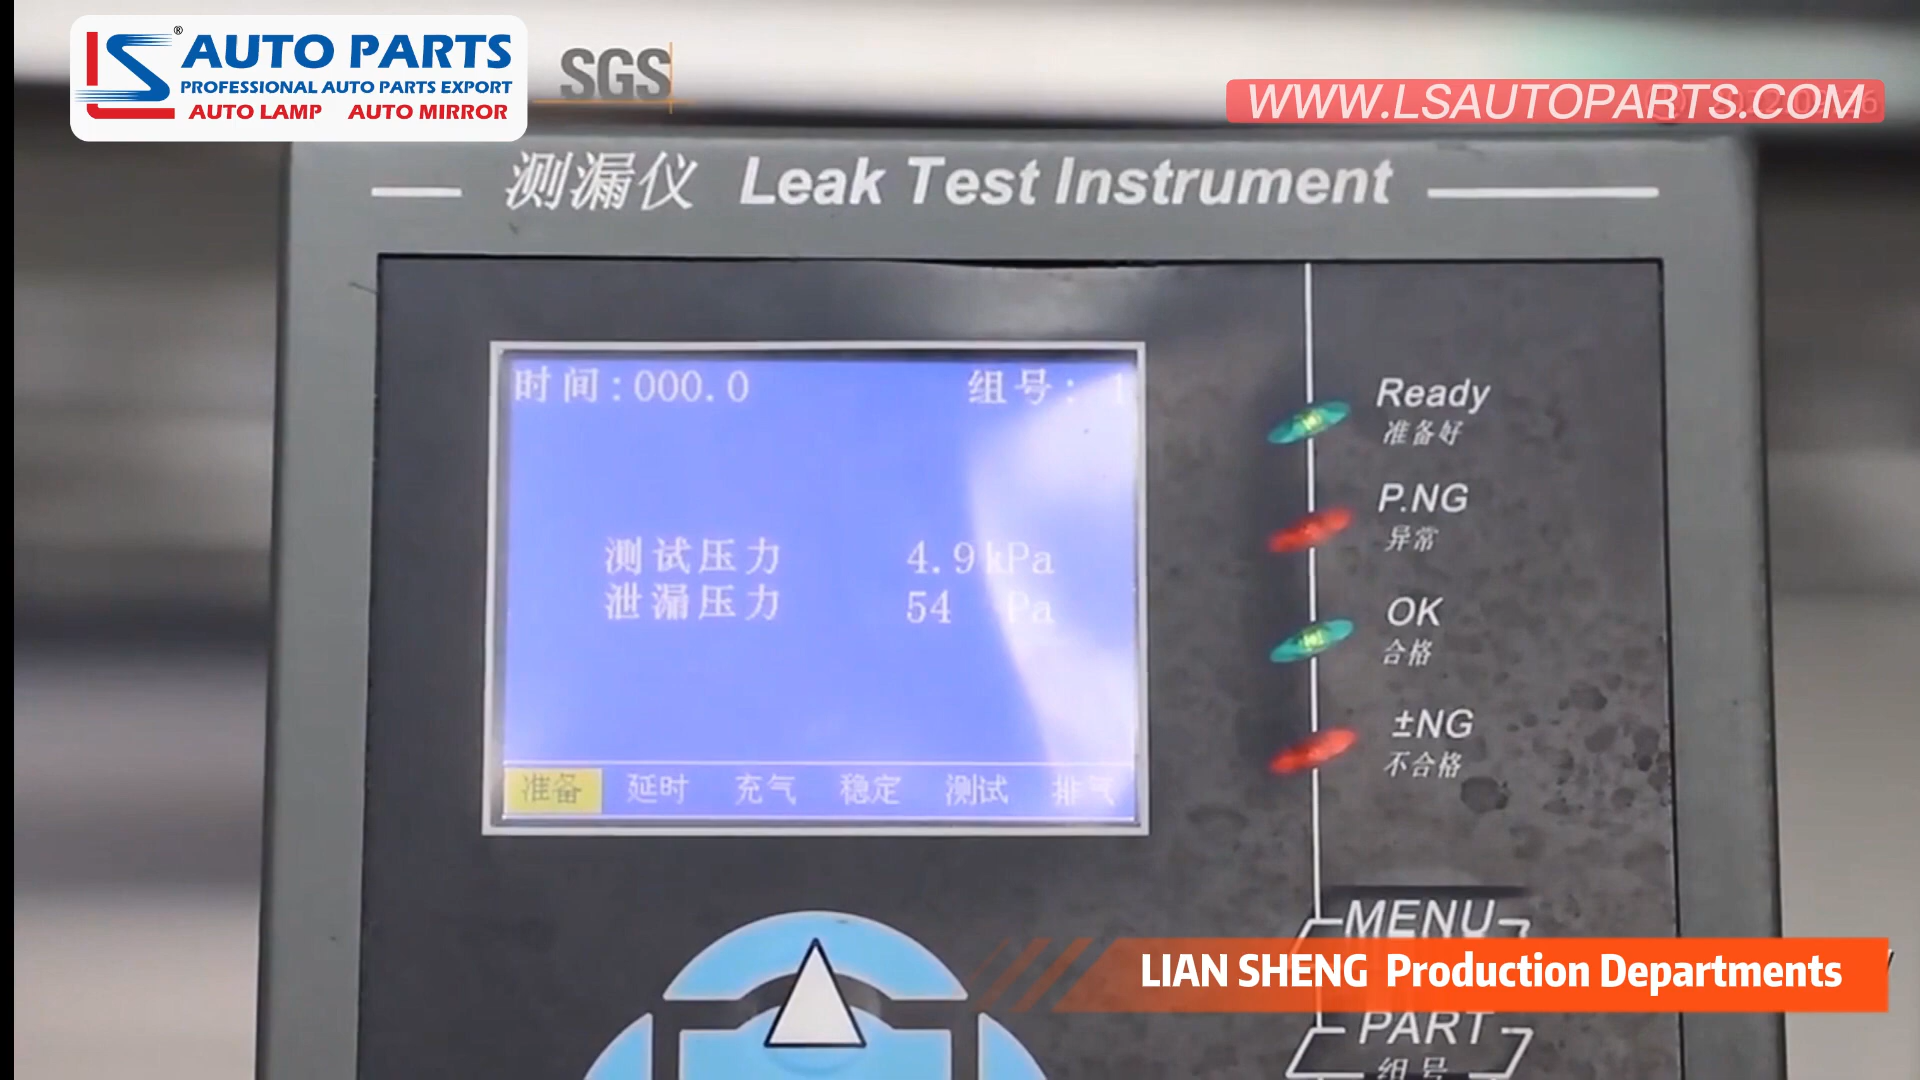 LS® AUTO PARTS
PROFESSIONAL AUTO PARTS EXPORT
AUTO LAMP AUTO MIRROR
SGS
WWW.LSAUTOPARTS.COM
测漏仪 Leak Test Instrument
时间:000.0 组号: 1
测试压力 4.9kPa
泄漏压力 54 Pa
准备 延时 充气 稳定 测试 排气
Ready
准备好
P.NG
异常
OK
合格
±NG
不合格
MENU
LIAN SHENG Production Departments
PART
组号